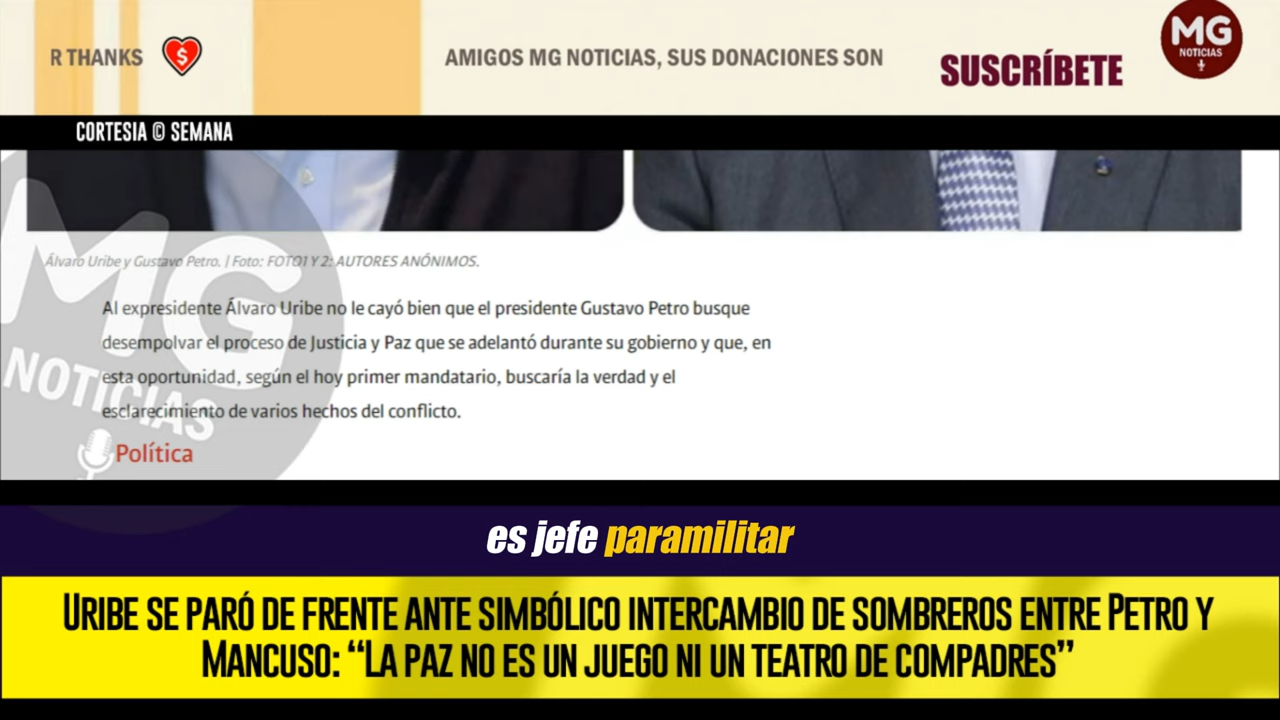 R THANKS
AMIGOS MG NOTICIAS, SUS DONACIONES SON
SUSCRÍBETE
MG
NOTICIAS
CORTESIA © SEMANA
Álvaro Uribe y Gustavo Petro. | Foto: FOTO1 Y 2: AUTORES ANÓNIMOS.
Al expresidente Álvaro Uribe no le cayó bien que el presidente Gustavo Petro busque
desempolvar el proceso de Justicia y Paz que se adelantó durante su gobierno y que, en
esta oportunidad, según el hoy primer mandatario, buscaría la verdad y el
esclarecimiento de varios hechos del conflicto.
MG
NOTICIAS
Política
es jefe paramilitar
URIBE SE PARÓ DE FRENTE ANTE SIMBÓLICO INTERCAMBIO DE SOMBREROS ENTRE PETRO Y
MANCUSO: “LA PAZ NO ES UN JUEGO NI UN TEATRO DE COMPADRES”